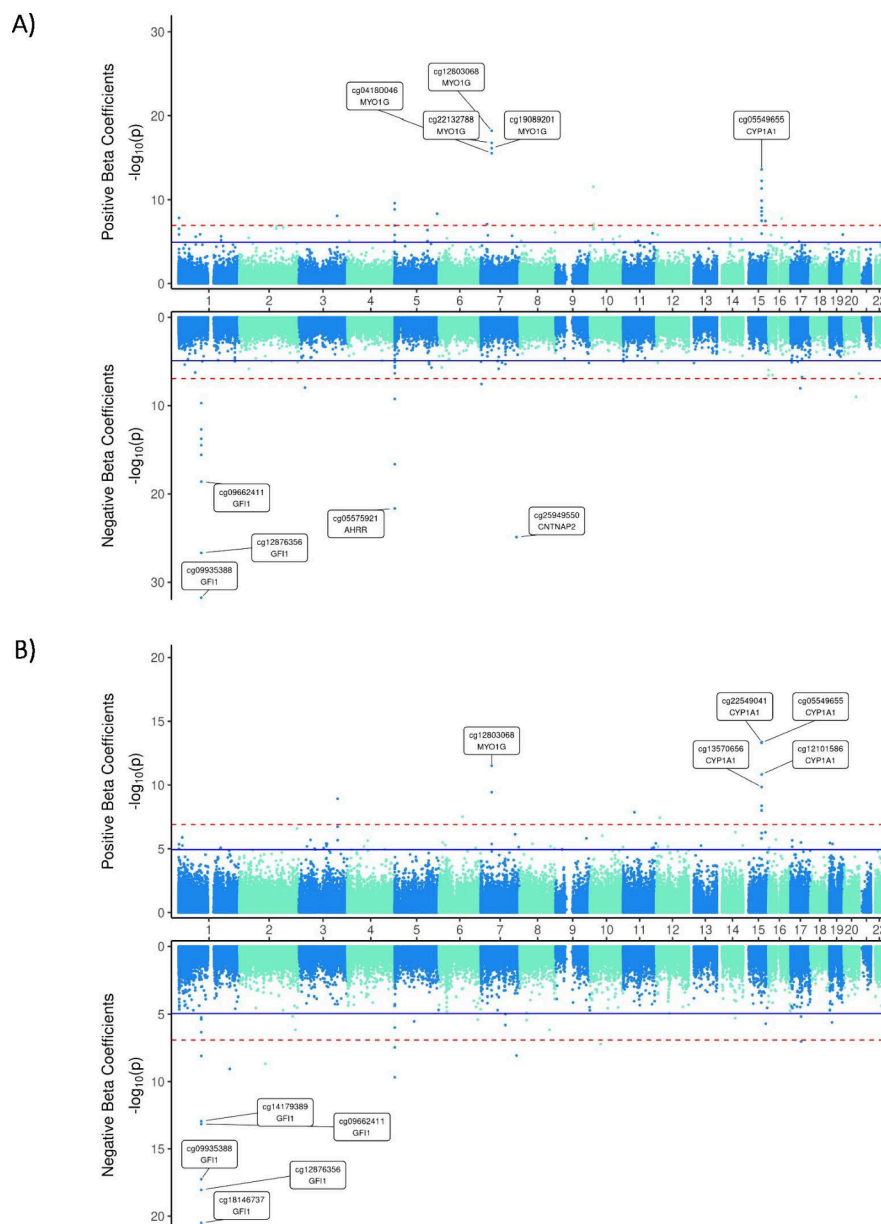 A)
Positive Beta Coefficients
-log10(p)
30
20
10
0
cg12803068
MYO1G
cg04180046
MYO1G
cg22132788
MYO1G
cg19089201
MYO1G
cg05549655
CYP1A1
1 2 3 4 5 6 7 8 9 10 11 12 13 14 15 16 17 18 19 20 22
Negative Beta Coefficients
-log10(p)
0
10
20
30
cg09662411
GFI1
cg12876356
GFI1
cg09935388
GFI1
cg05575921
AHRR
cg25949550
CNTNAP2
B)
Positive Beta Coefficients
-log10(p)
20
15
10
5
0
cg12803068
MYO1G
cg22549041
CYP1A1
cg05549655
CYP1A1
cg13570656
CYP1A1
cg12101586
CYP1A1
1 2 3 4 5 6 7 8 9 10 11 12 13 14 15 16 17 18 19 20 22
Negative Beta Coefficients
-log10(p)
0
5
10
15
20
cg14179389
GFI1
cg09662411
GFI1
cg09935388
GFI1
cg12876356
GFI1
cg18146737
GFI1